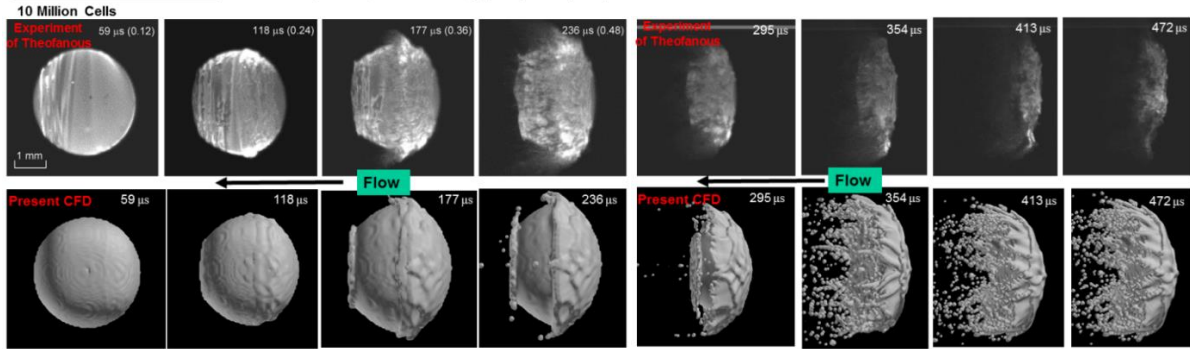 10 Million Cells
Experiment
of Theofanous
59 μs (0.12)
118 μs (0.24)
177 μs (0.36)
236 μs (0.48)
1 mm
Experiment
of Theofanous
295 μs
354 μs
413 μs
472 μs
Flow
Flow
Present CFD
59 μs
118 μs
177 μs
236 μs
Present CFD
295 μs
354 μs
413 μs
472 μs